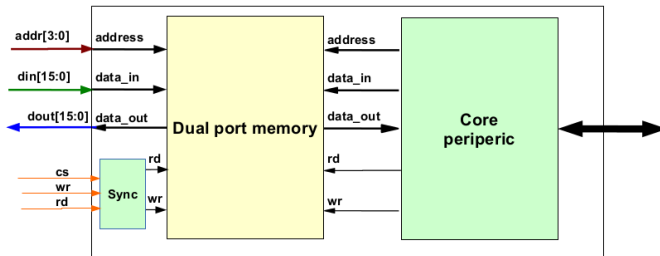 addr[3:0]
address
address
din[15:0]
data_in
data_in
dout[15:0]
data_out
data_out
Dual port memory
Core
periperic
rd
rd
cs
wr
rd
Sync
wr
wr